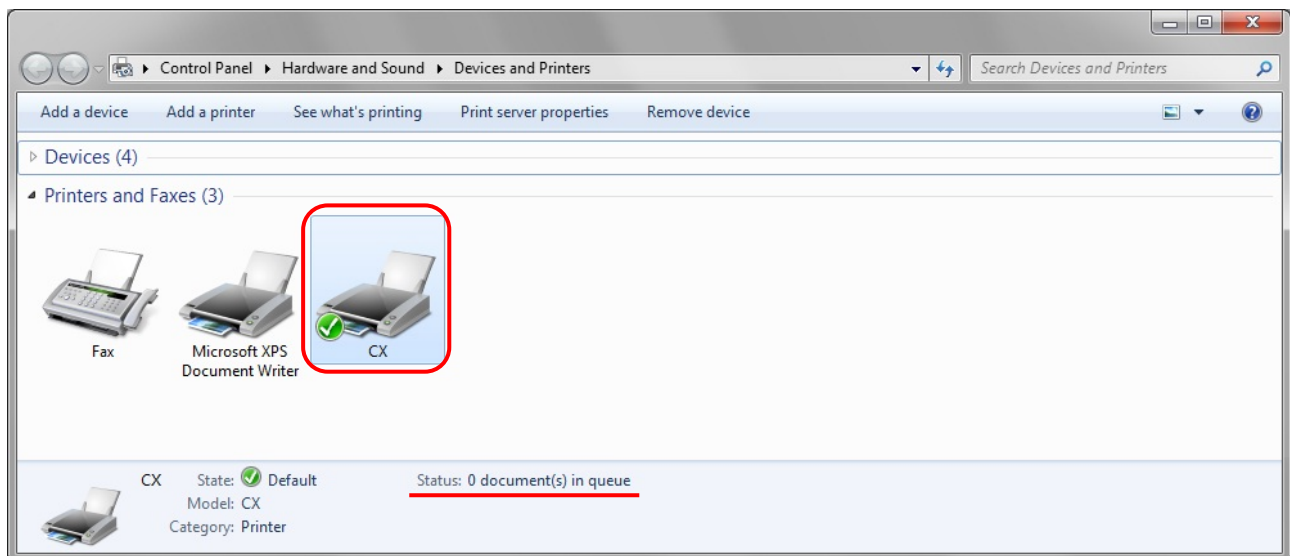 Control Panel Hardware and Sound Devices and Printers Search Devices and Printers
Add a device Add a printer See what's printing Print server properties Remove device
Devices (4)
Printers and Faxes (3)
Fax Microsoft XPS CX
Document Writer
CX State: Default Status: 0 document(s) in queue
Model: CX
Category: Printer